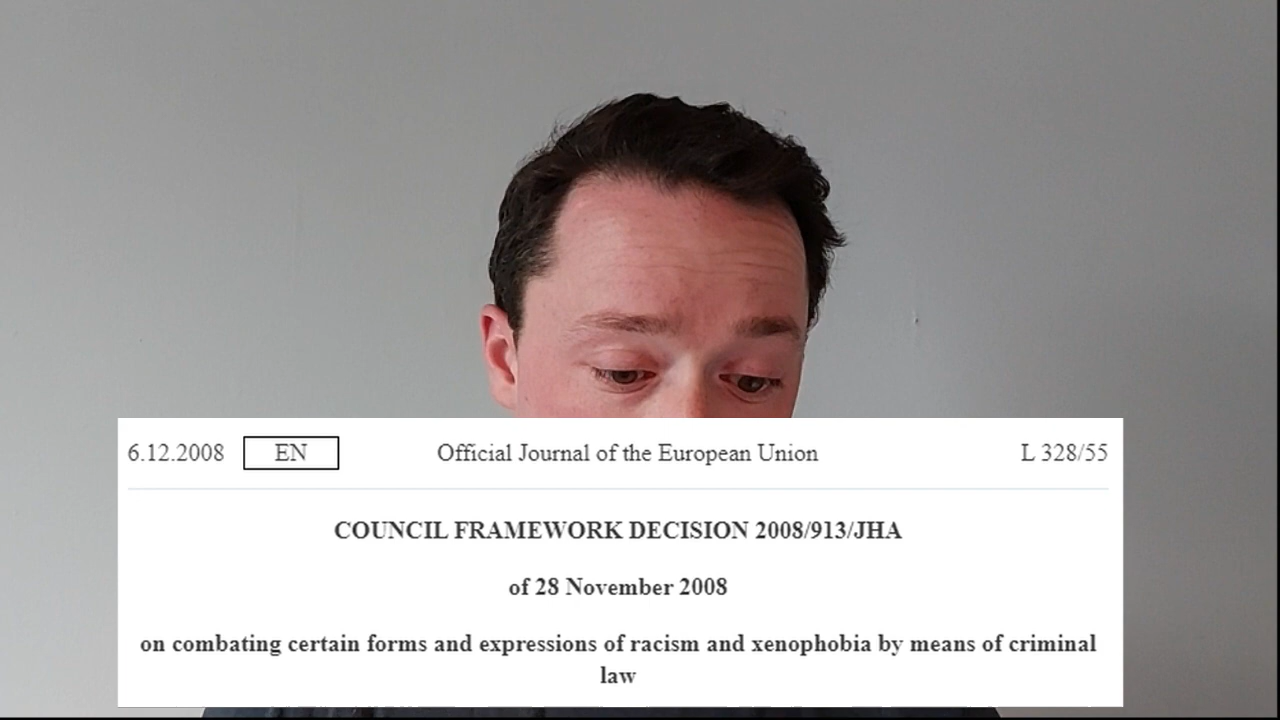 6.12.2008 EN Official Journal of the European Union L 328/55
COUNCIL FRAMEWORK DECISION 2008/913/JHA
of 28 November 2008
on combating certain forms and expressions of racism and xenophobia by means of criminal
law